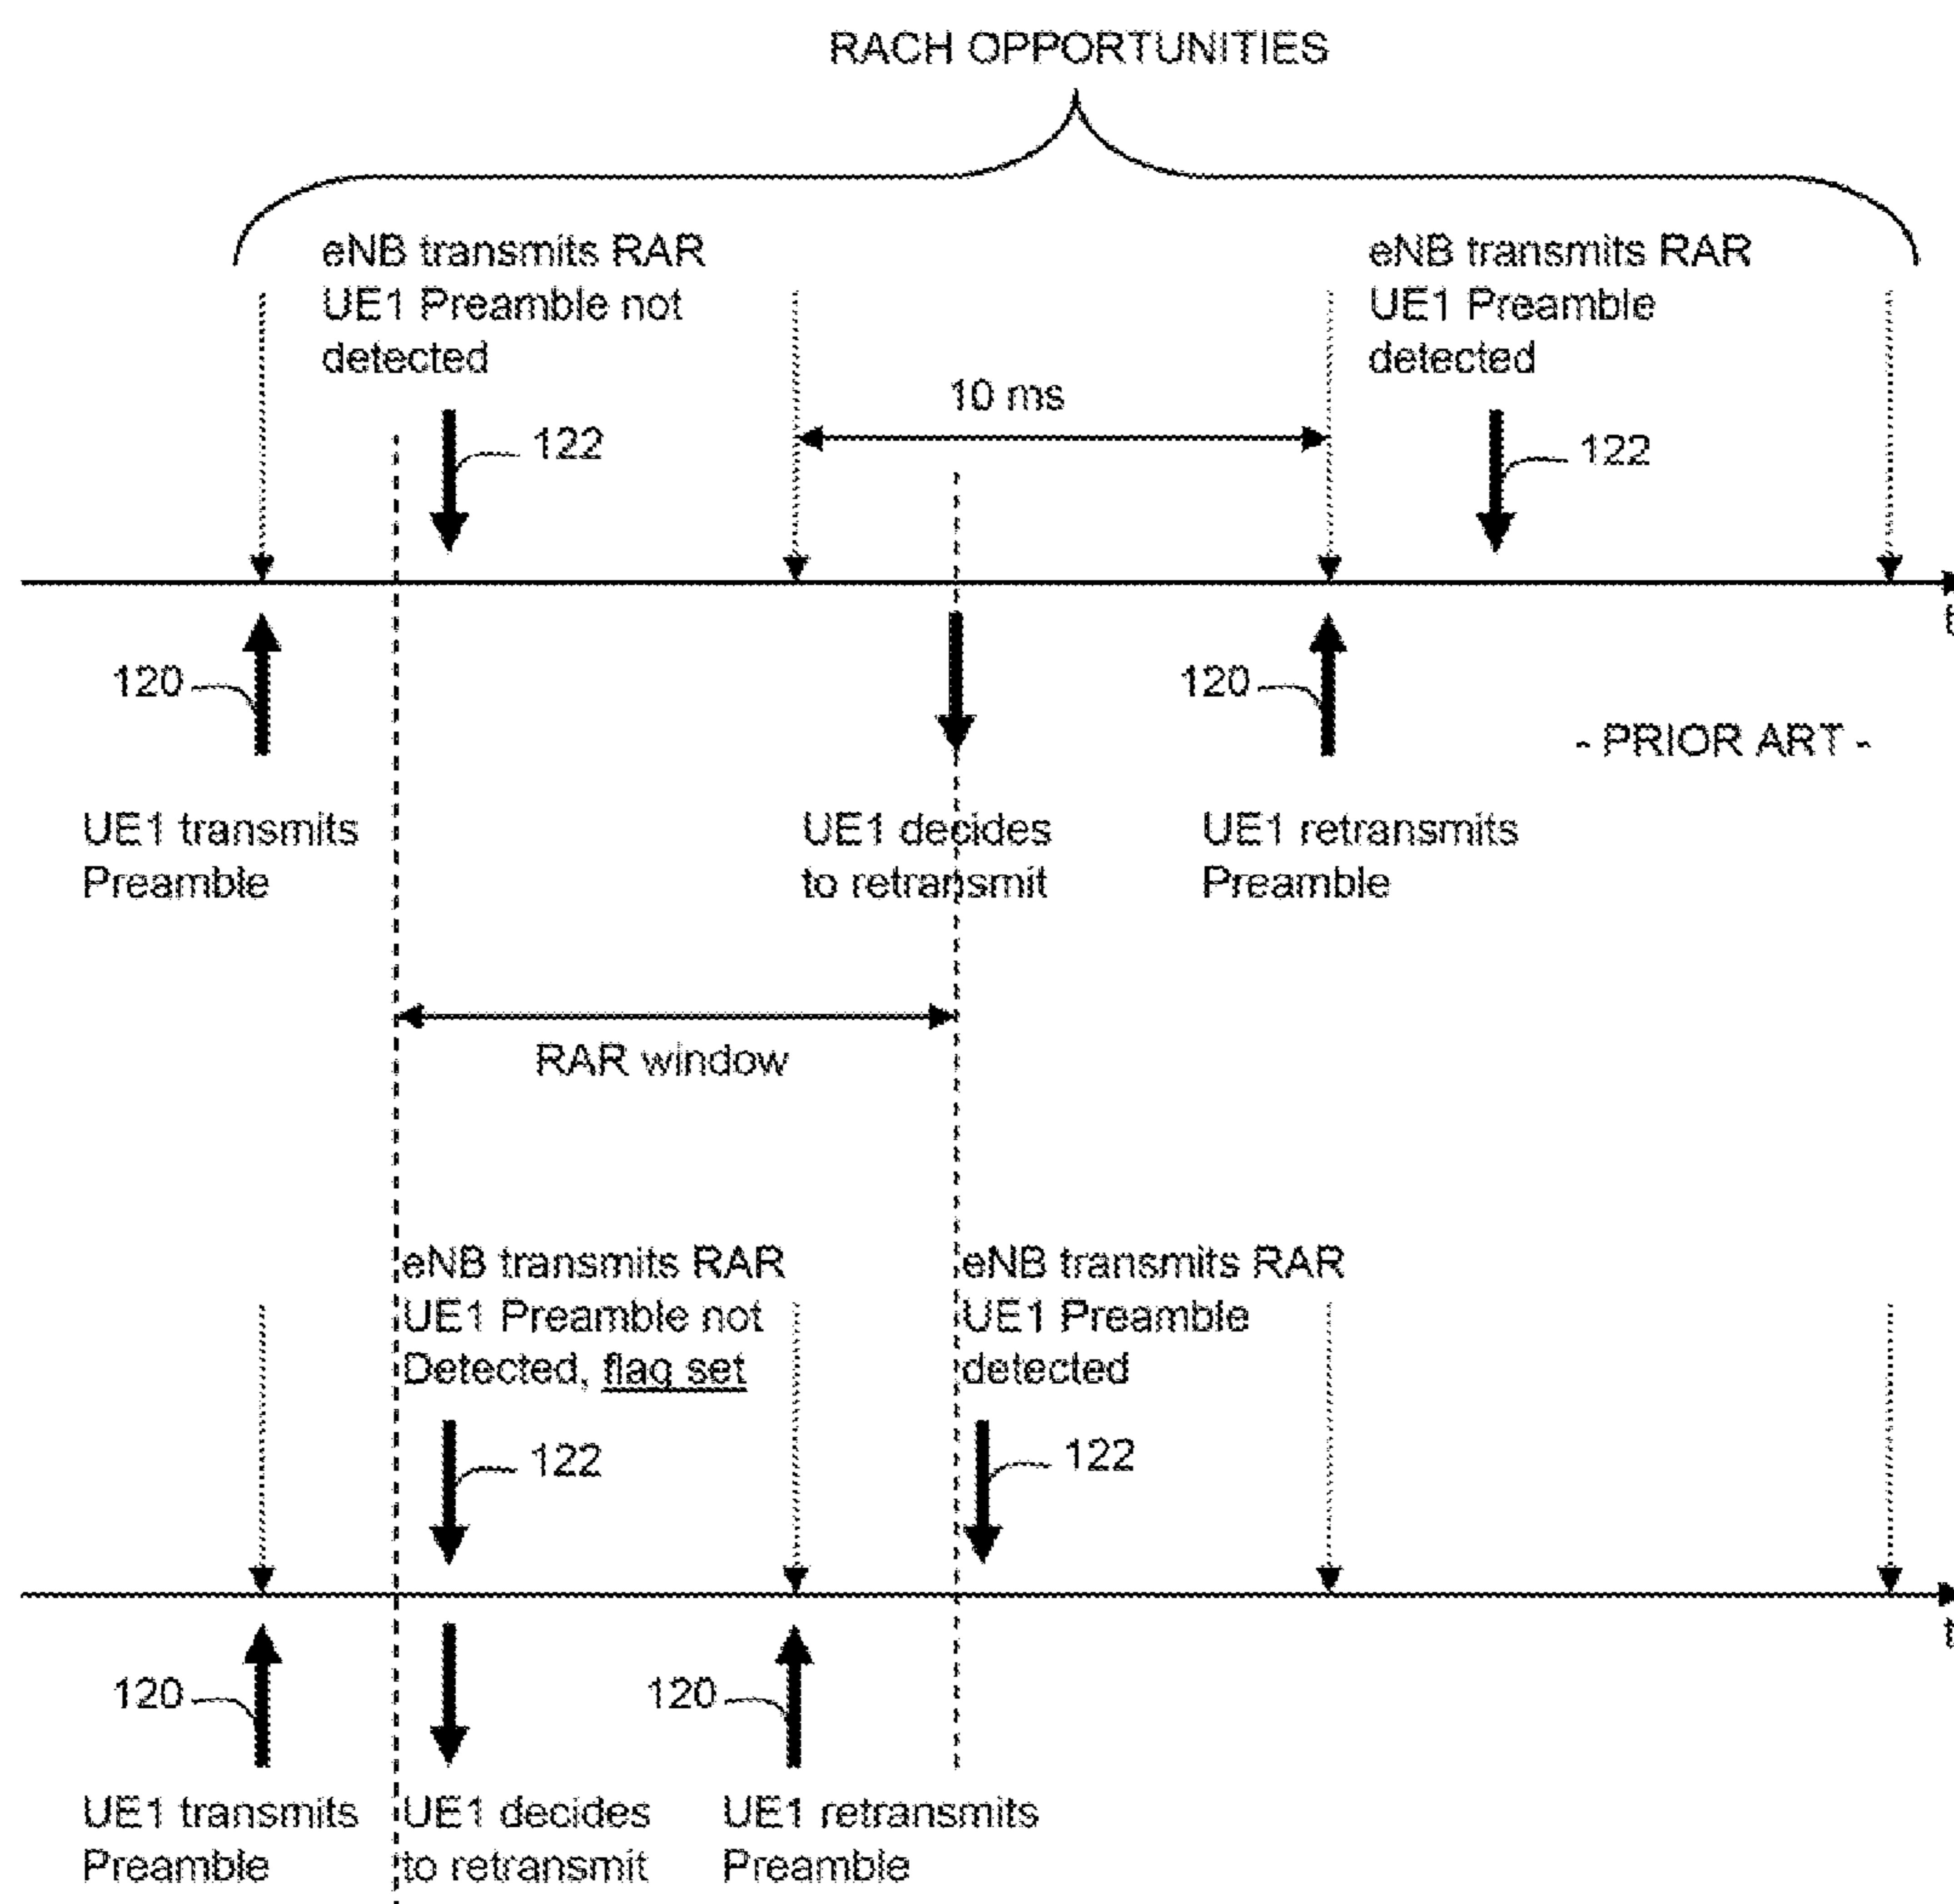 RACH OPPORTUNITIES
eNB transmits RAR
UE1 Preamble not
detected
eNB transmits RAR
UE1 Preamble
detected
10 ms
122
122
t
120
120
- PRIOR ART -
UE1 transmits
Preamble
UE1 decides
to retransmit
UE1 retransmits
Preamble
RAR window
eNB transmits RAR
UE1 Preamble not
Detected, flag set
eNB transmits RAR
UE1 Preamble
detected
122
122
t
120
120
UE1 transmits
Preamble
UE1 decides
to retransmit
UE1 retransmits
Preamble